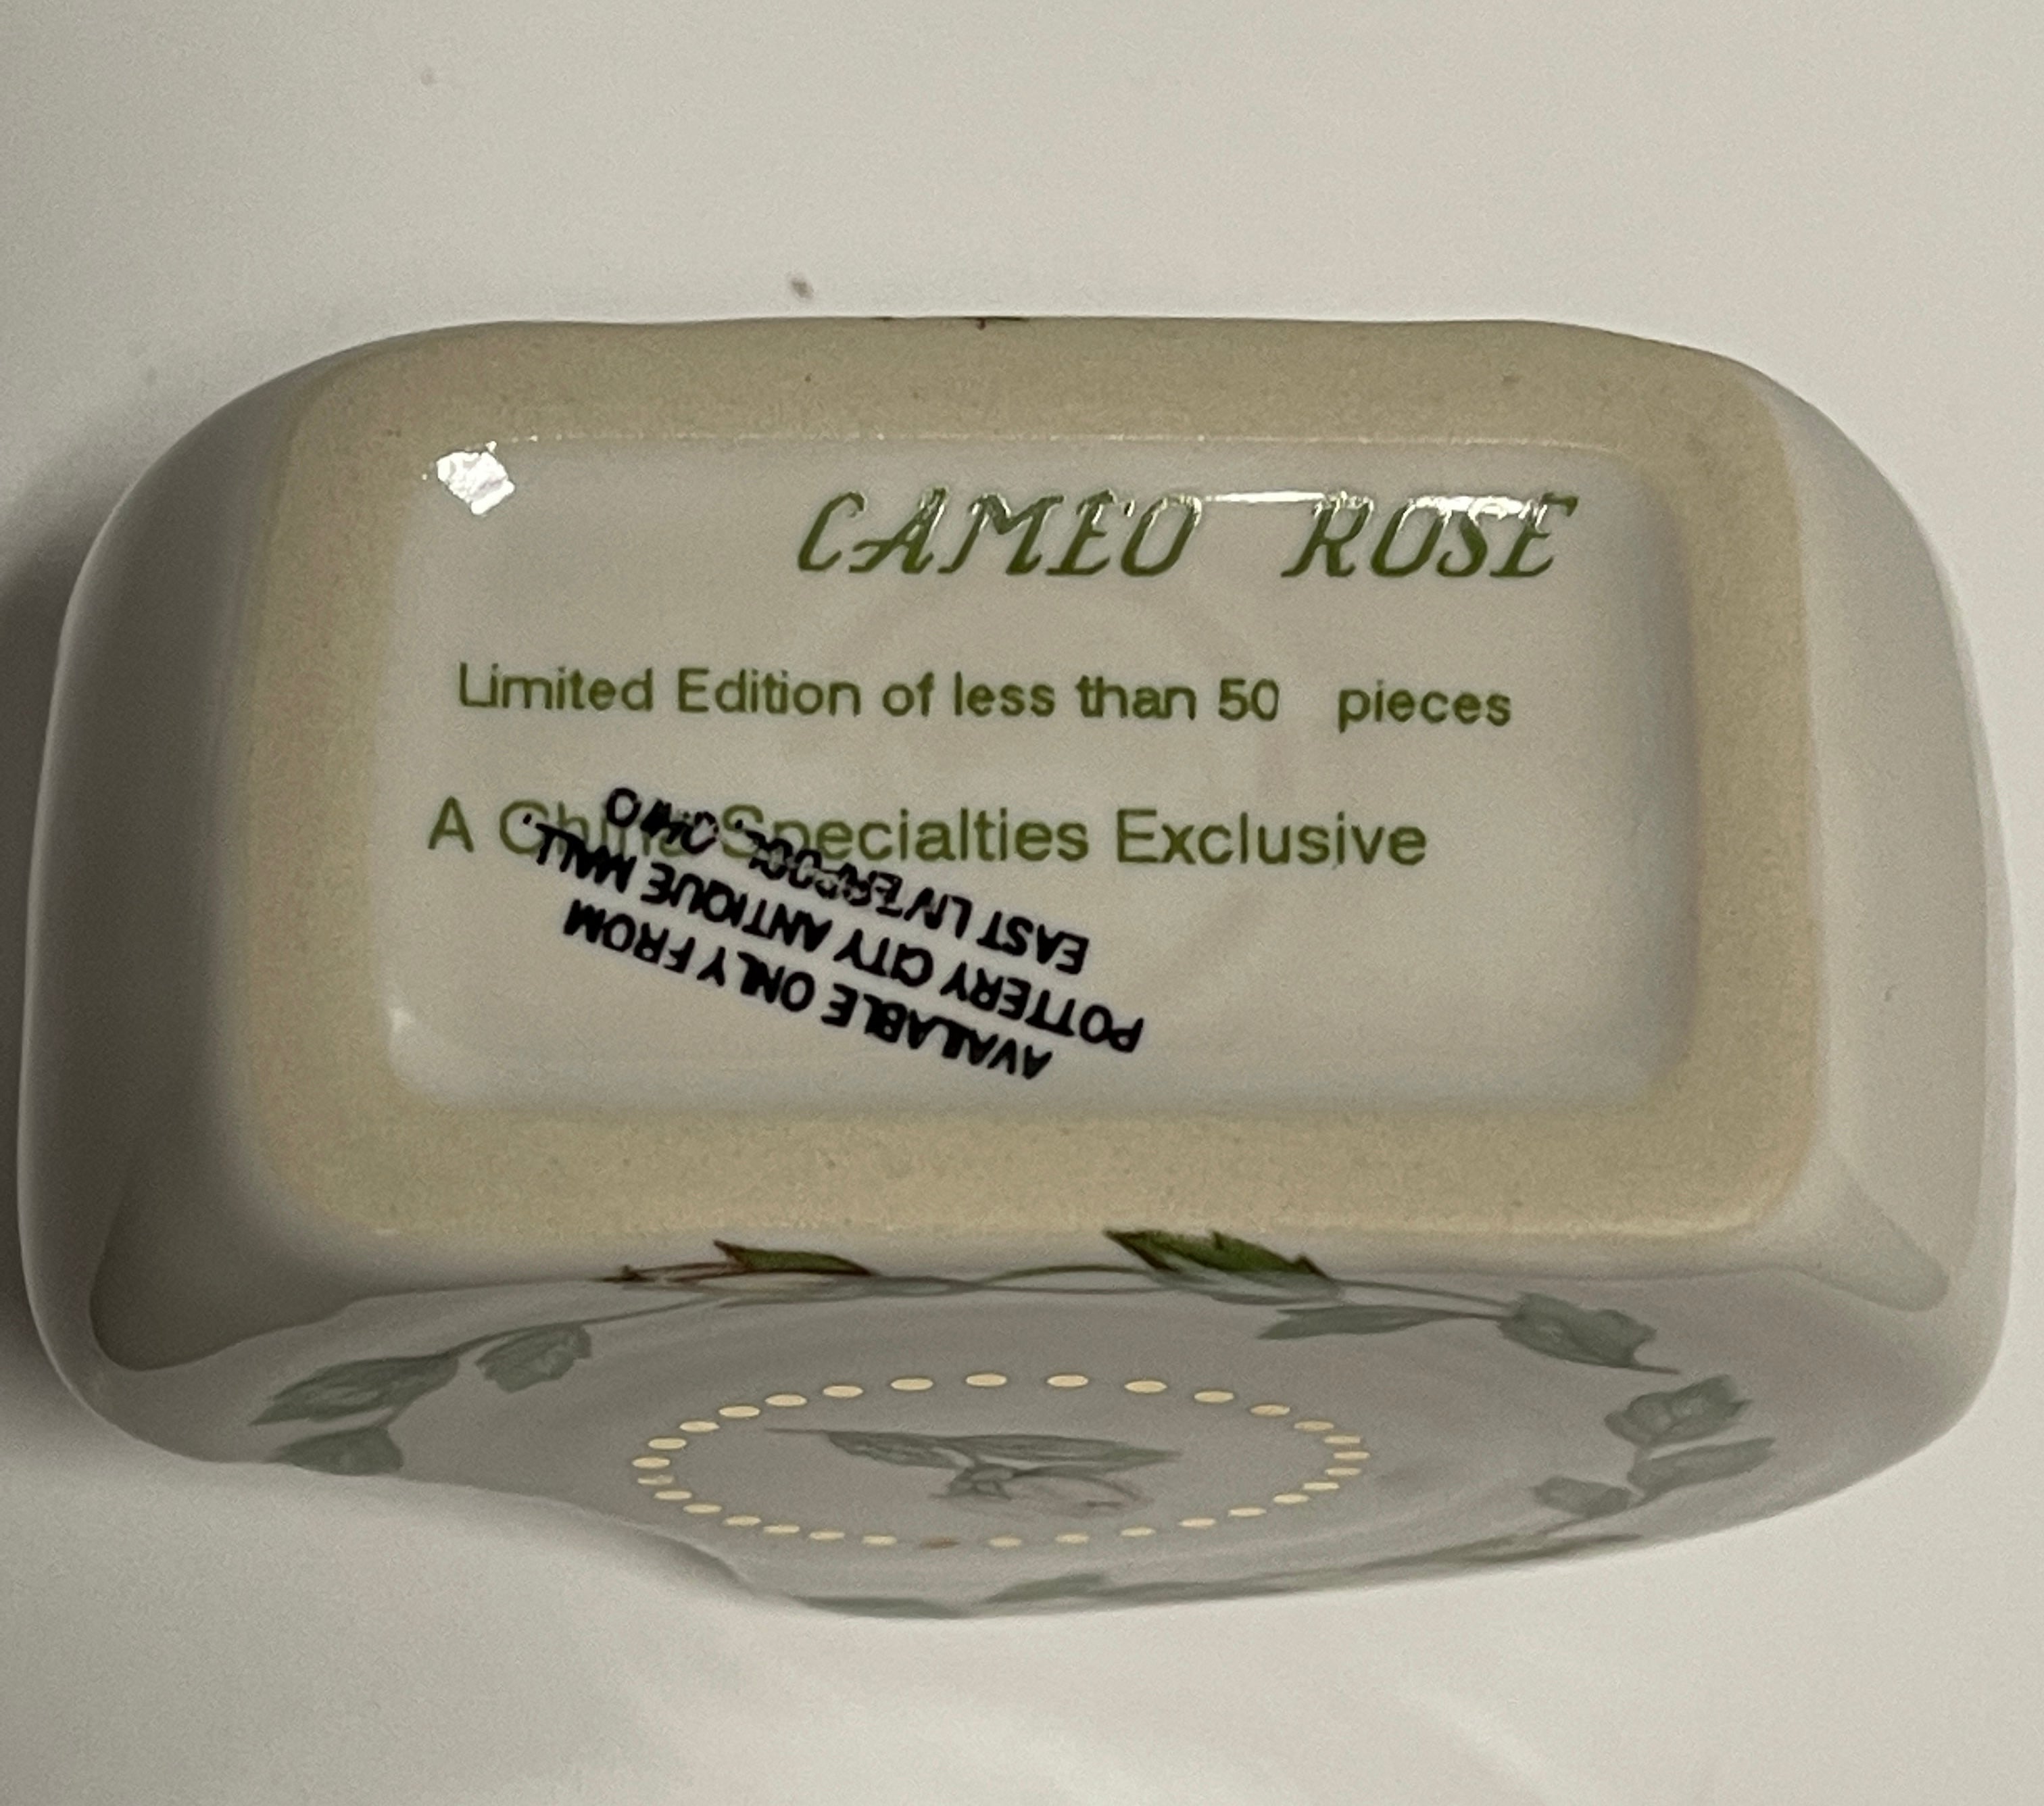 CAMEO ROSE
Limited Edition of less than 50 pieces
A China Specialties Exclusive
AVAILABLE ONLY FROM
POTTERY CITY ANTIQUE MALL,
EAST LIVERPOOL, OHIO